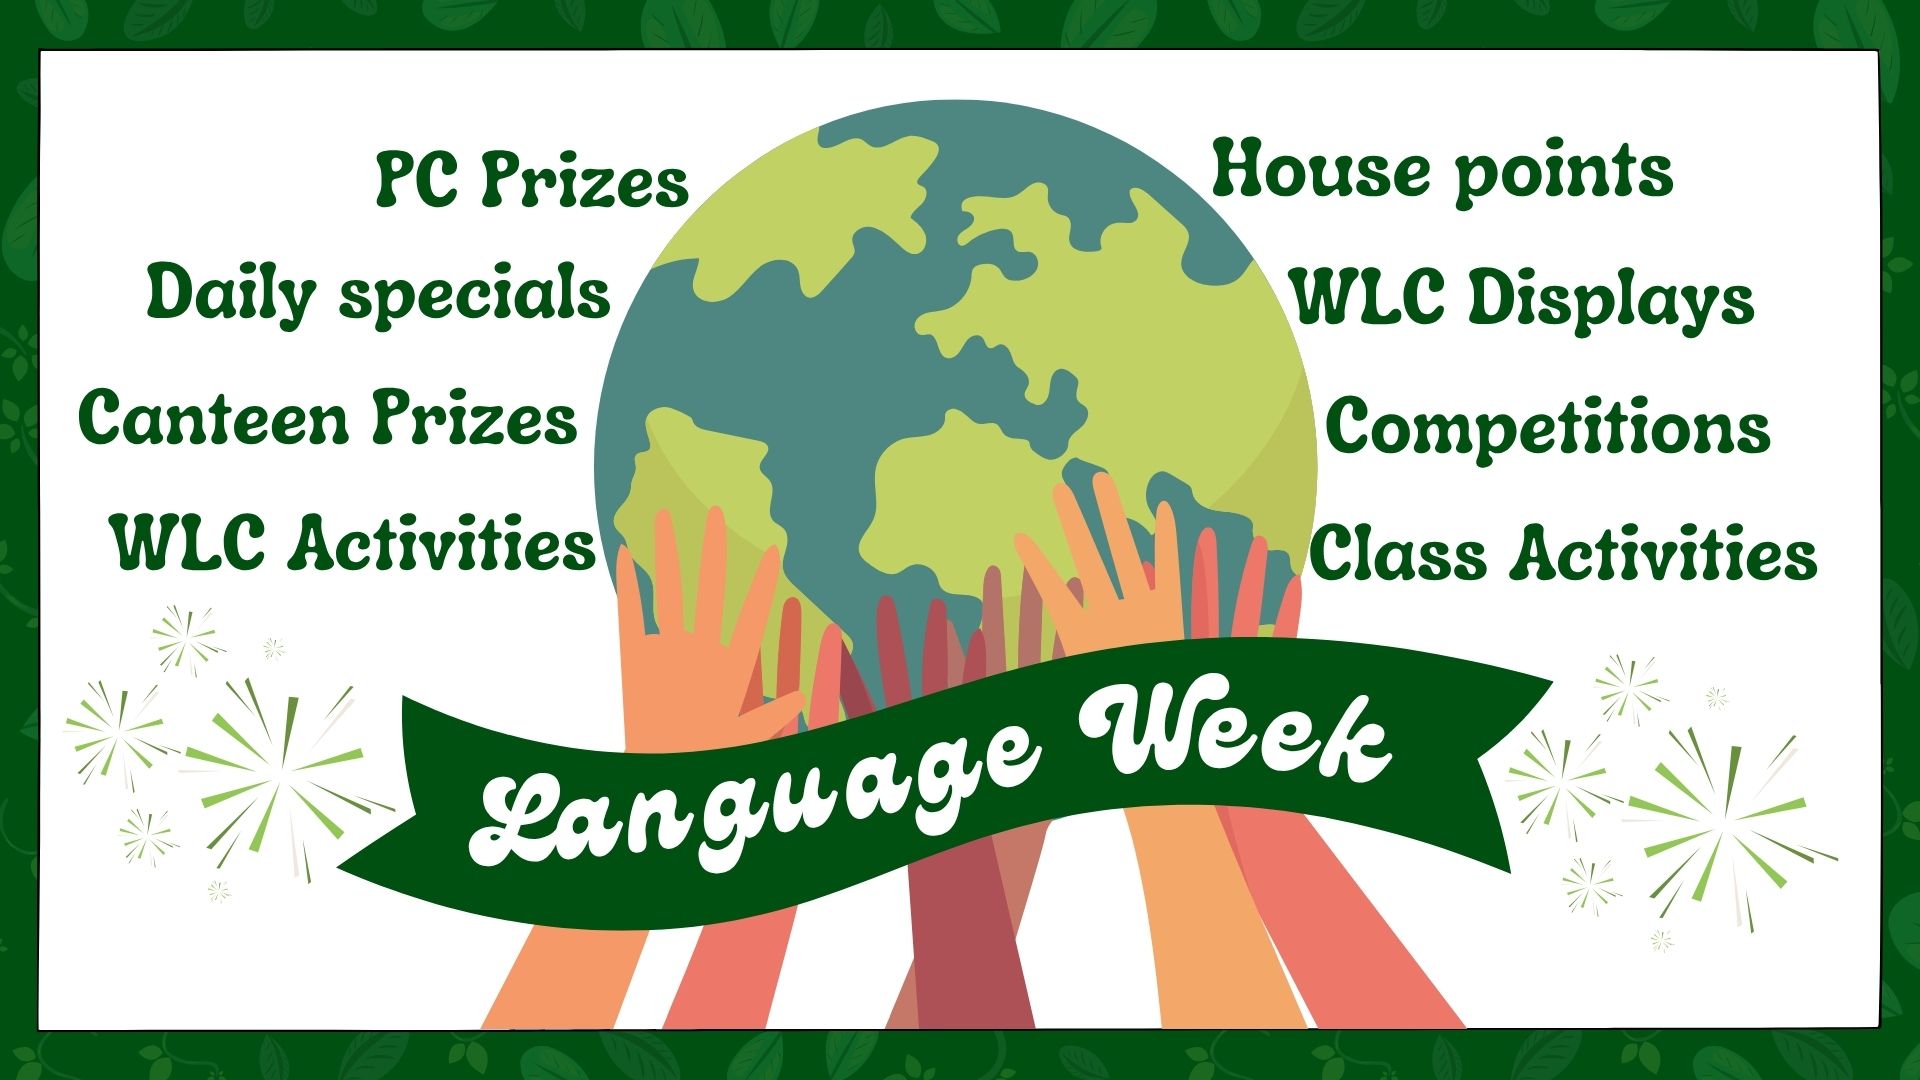 PC Prizes
Daily specials
Canteen Prizes
WLC Activities
House points
WLC Displays
Competitions
Class Activities
Language Week